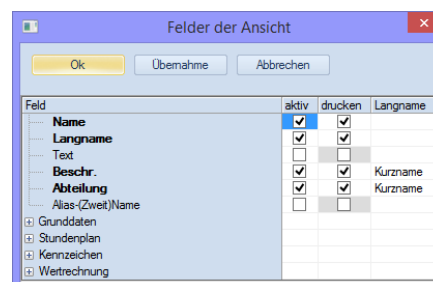 Felder der Ansicht
Ok Übernahme Abbrechen
Feld aktiv drucken Langname
Name
Langname
Text
Beschr. Kurzname
Abteilung Kurzname
Alias-(Zweit)Name
Grunddaten
Stundenplan
Kennzeichen
Wertrechnung